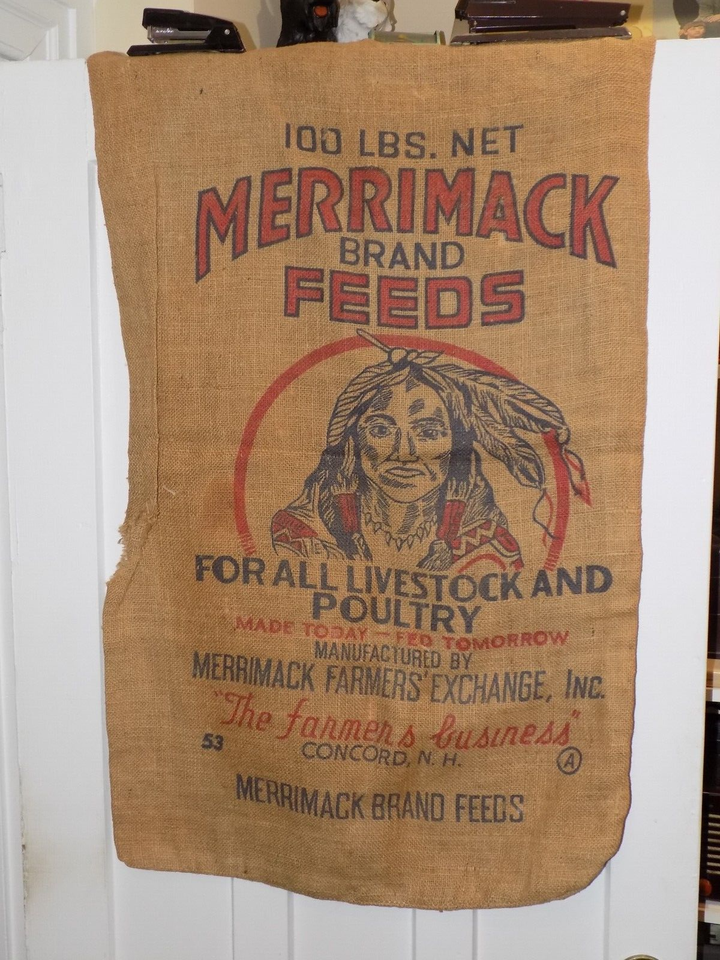 100 LBS. NET
MERRIMACK
BRAND
FEEDS
FOR ALL LIVESTOCK AND
POULTRY
MADE TODAY — FED TOMORROW
MANUFACTURED BY
MERRIMACK FARMERS' EXCHANGE, INC.
"The farmers business"
53
CONCORD, N. H.
A
MERRIMACK BRAND FEEDS